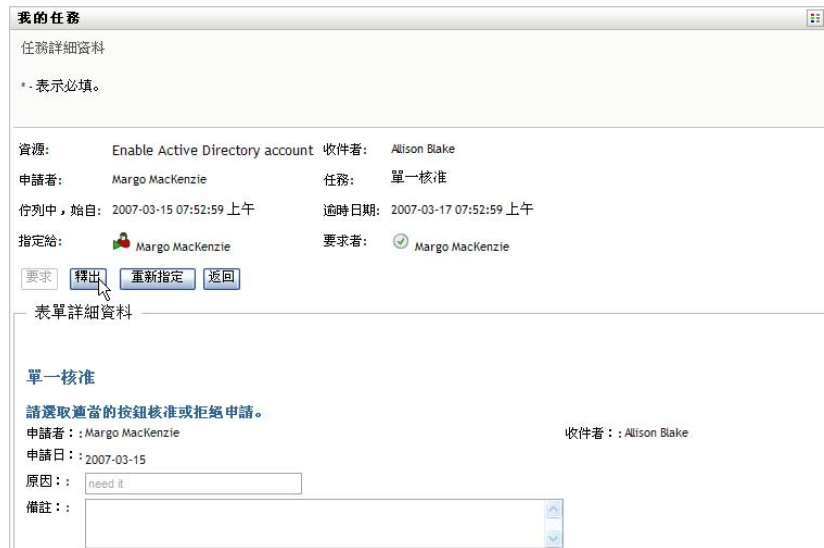 我的任務
任務詳細資料
*- 表示必填。
資源: Enable Active Directory account 收件者: Allison Blake
申請者: Margo MacKenzie 任務: 單一核准
佇列中，始自: 2007-03-15 07:52:59 上午 逾時日期: 2007-03-17 07:52:59 上午
指定給: Margo MacKenzie 要求者: Margo MacKenzie
要求 釋出 重新指定 返回
表單詳細資料
單一核准
請選取適當的按鈕核准或拒絕申請。
申請者：: Margo MacKenzie 收件者：: Allison Blake
申請日：: 2007-03-15
原因：: need it
備註：: